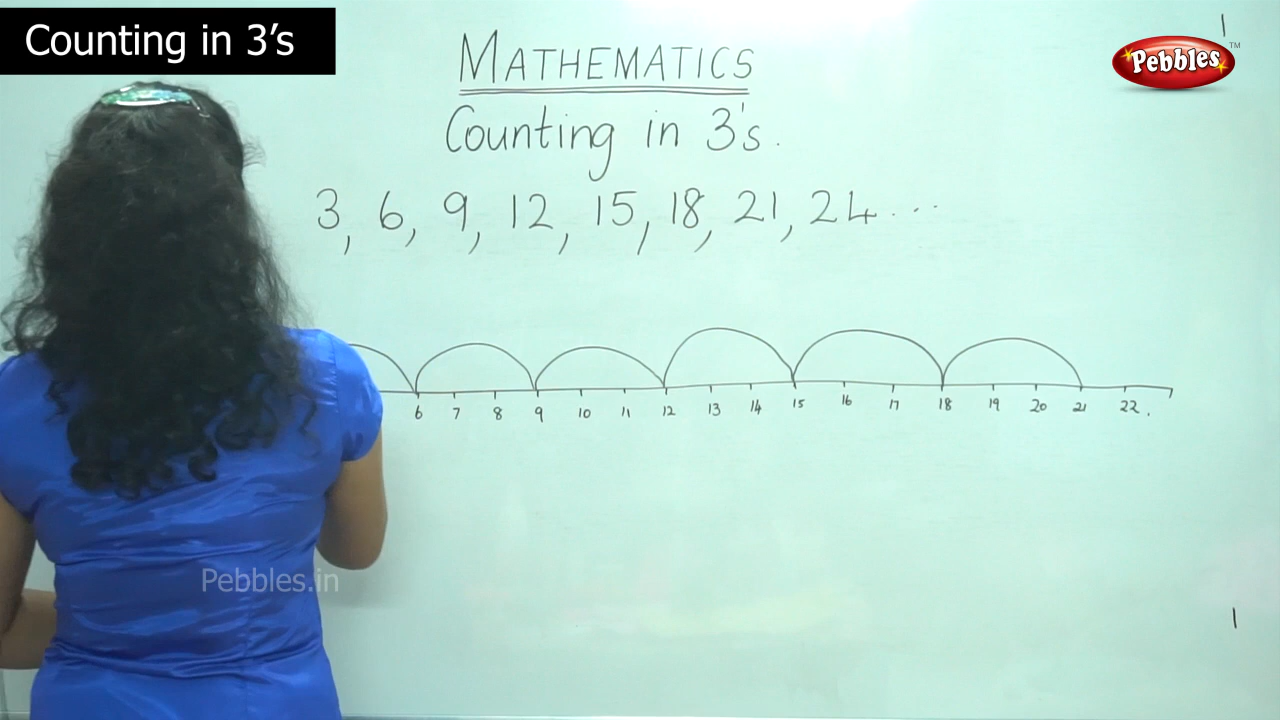 Counting in 3's
Pebbles TM
MATHEMATICS
Counting in 3's.
3, 6, 9, 12, 15, 18, 21, 24...
6 7 8 9 10 11 12 13 14 15 16 17 18 19 20 21 22.
Pebbles.in